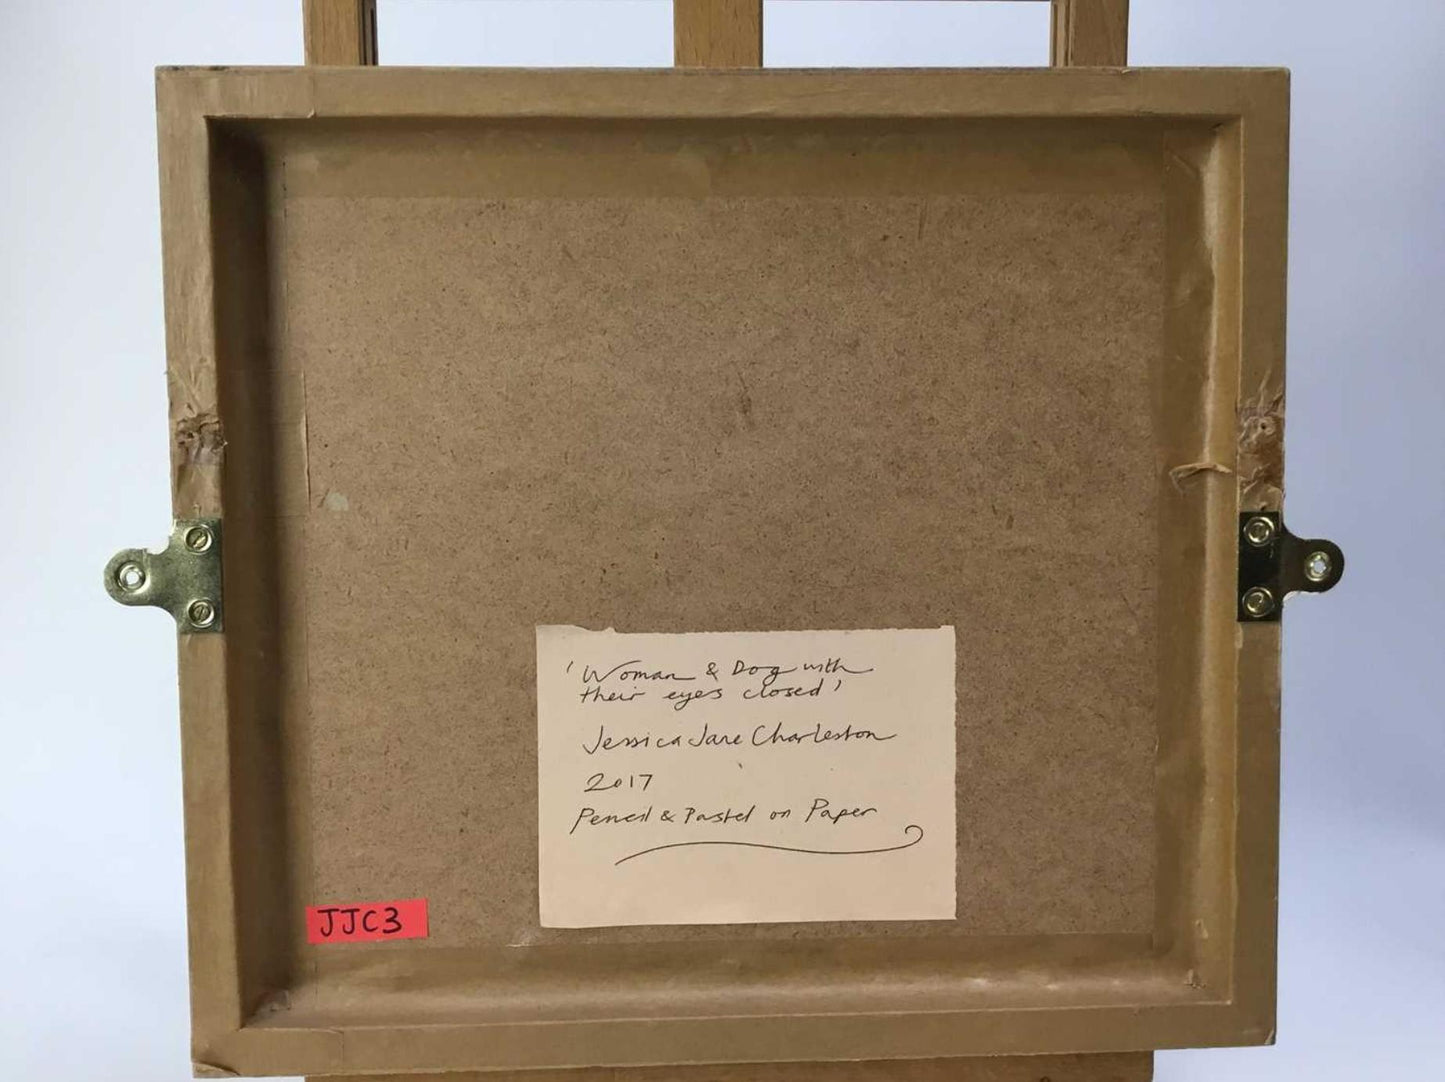 'Woman & Dog with
their eyes closed'
Jessica Jane Charleston
2017
Pencil & Pastel on Paper
JJC3